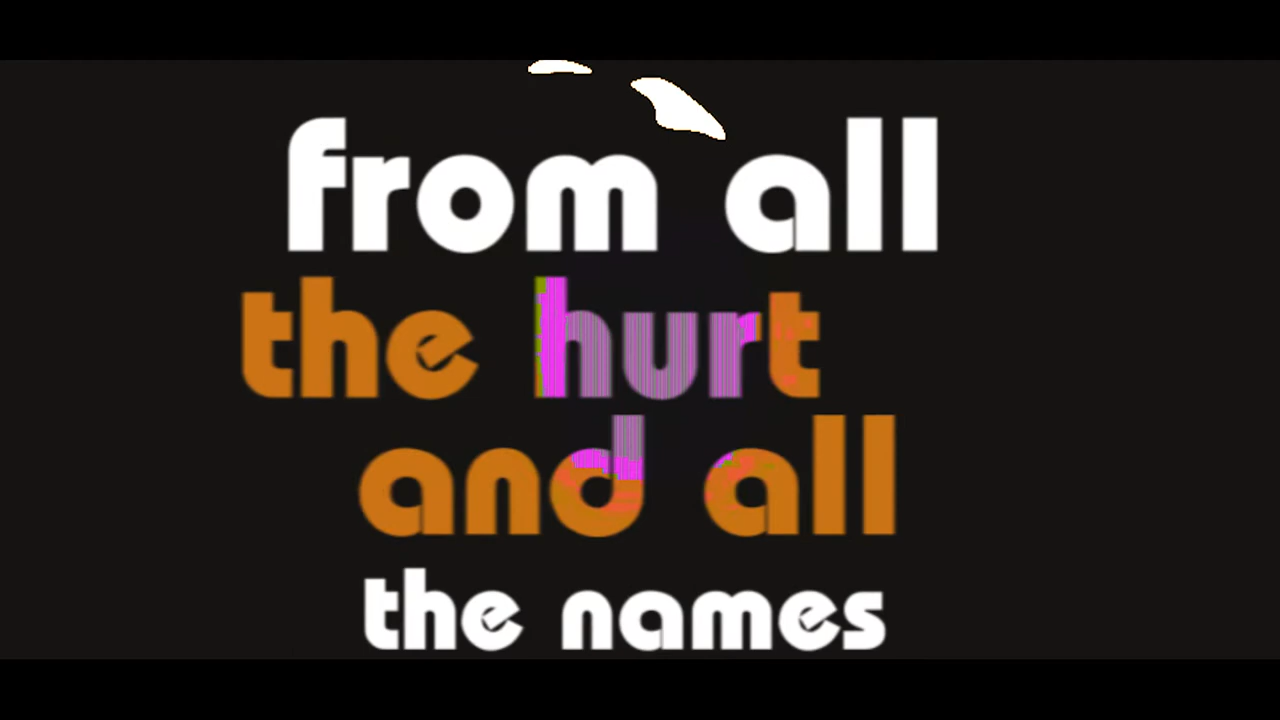 from all
the hurt
and all
the names